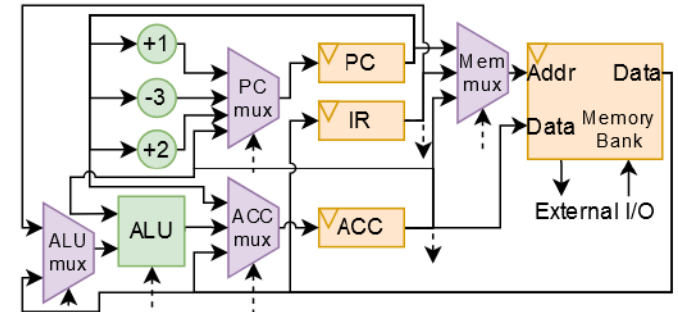 +1
-3
+2
PC
mux
PC
IR
Mem
mux
Addr
Data
Data
Memory
Bank
External I/O
ALU
mux
ALU
ACC
mux
ACC